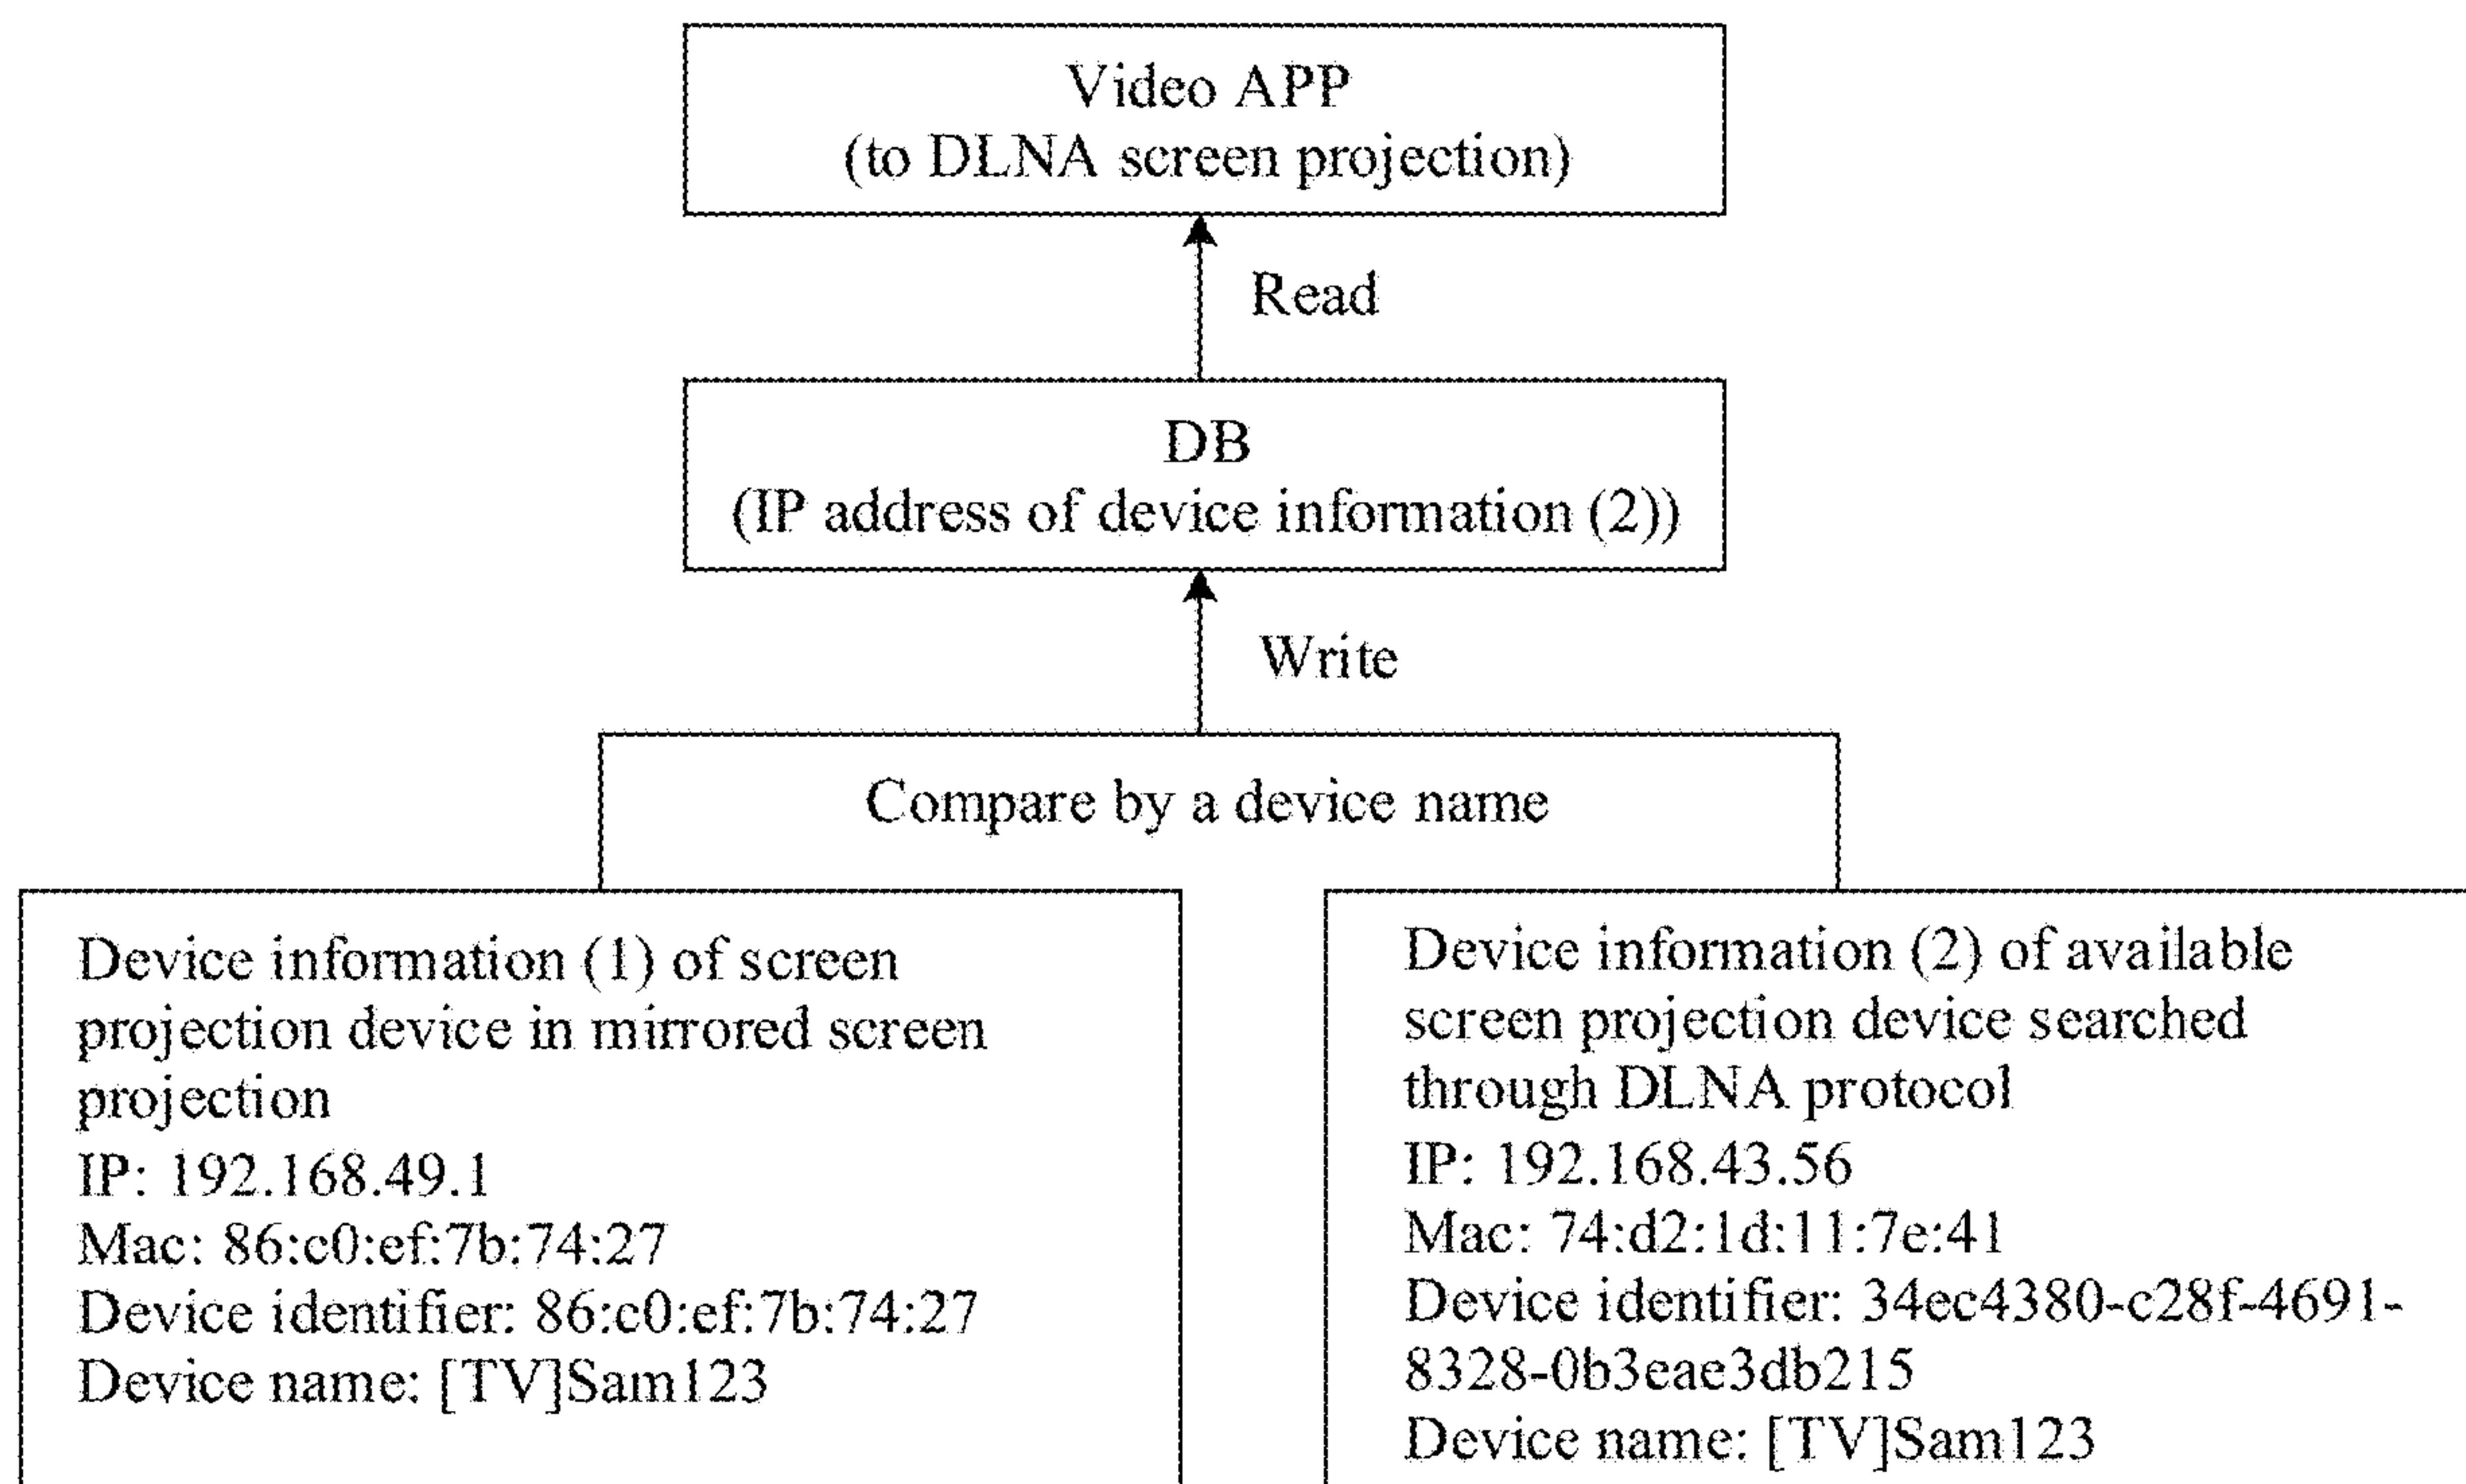 Video APP
(to DLNA screen projection)
Read
DB
(IP address of device information (2))
Write
Compare by a device name
Device information (1) of screen
projection device in mirrored screen
projection
IP: 192.168.49.1
Mac: 86:c0:ef:7b:74:27
Device identifier: 86:c0:ef:7b:74:27
Device name: [TV]Sam123
Device information (2) of available
screen projection device searched
through DLNA protocol
IP: 192.168.43.56
Mac: 74:d2:1d:11:7e:41
Device identifier: 34ec4380-c28f-4691-
8328-0b3eae3db215
Device name: [TV]Sam123